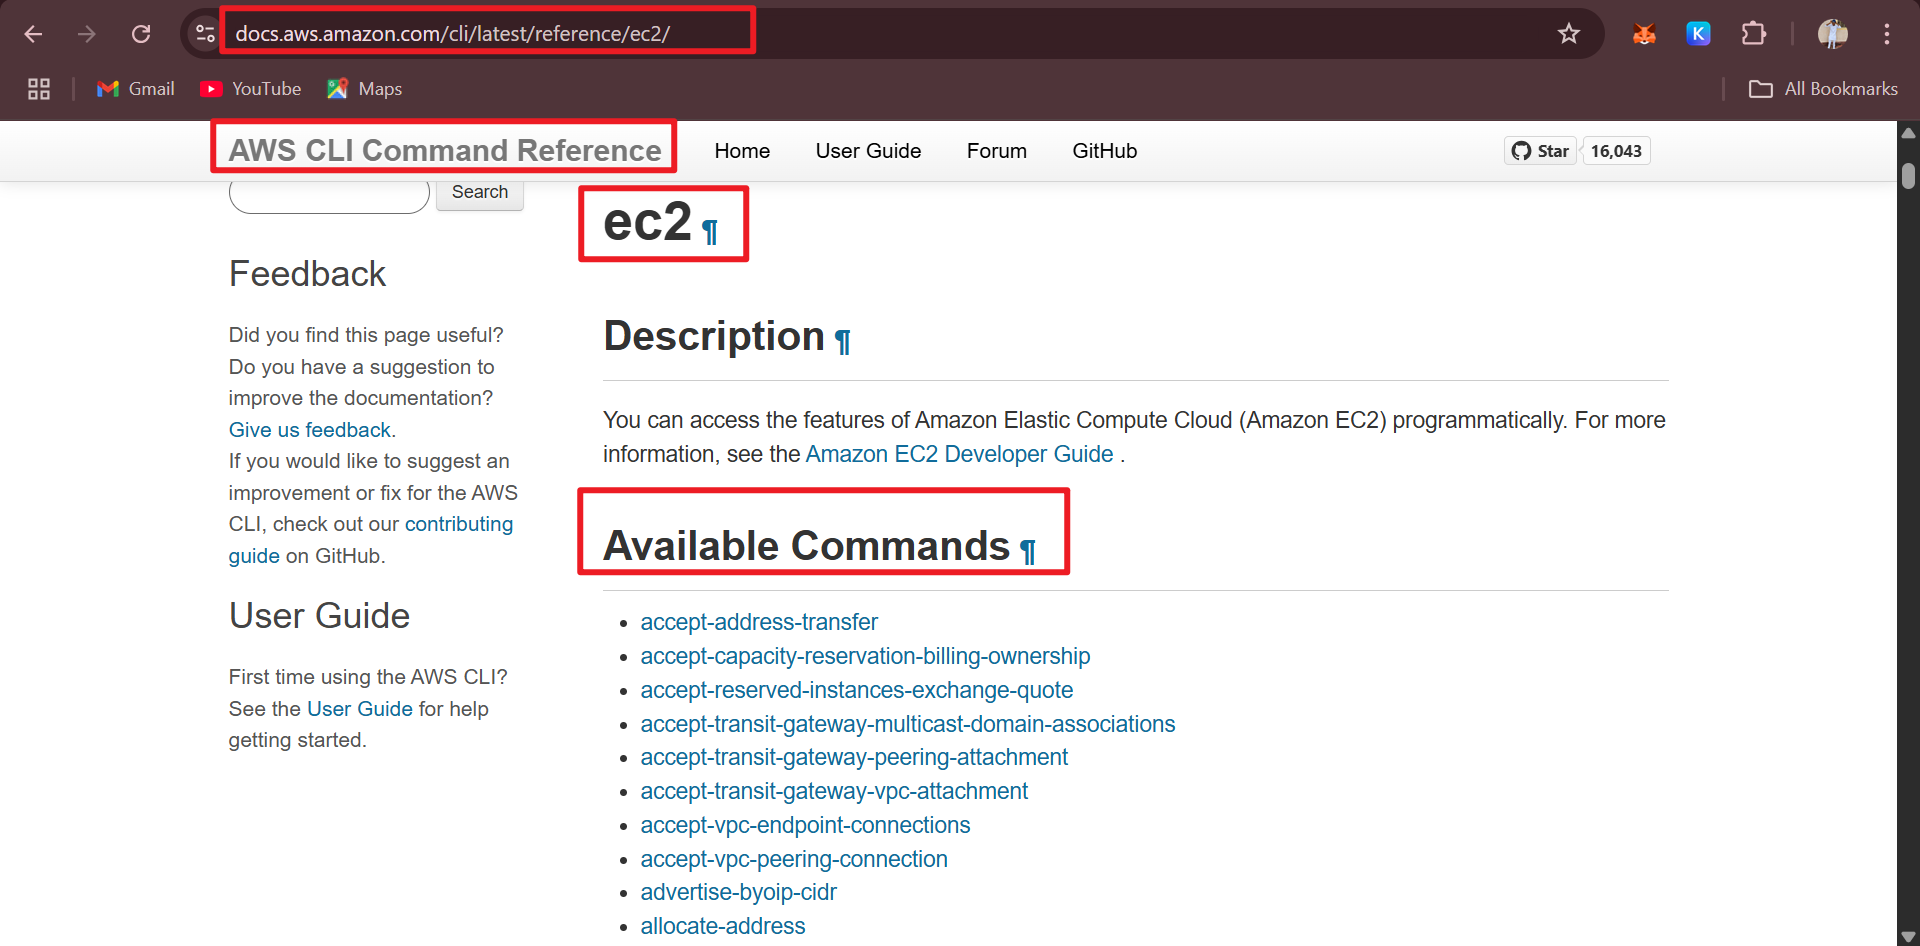 docs.aws.amazon.com/cli/latest/reference/ec2/
K
Gmail YouTube Maps All Bookmarks
AWS CLI Command Reference Home User Guide Forum GitHub Star 16,043
Search
Feedback
Did you find this page useful?
Do you have a suggestion to
improve the documentation?
Give us feedback.
If you would like to suggest an
improvement or fix for the AWS
CLI, check out our contributing
guide on GitHub.
User Guide
First time using the AWS CLI?
See the User Guide for help
getting started.
ec2 ¶
Description ¶
You can access the features of Amazon Elastic Compute Cloud (Amazon EC2) programmatically. For more
information, see the Amazon EC2 Developer Guide .
Available Commands ¶
• accept-address-transfer
• accept-capacity-reservation-billing-ownership
• accept-reserved-instances-exchange-quote
• accept-transit-gateway-multicast-domain-associations
• accept-transit-gateway-peering-attachment
• accept-transit-gateway-vpc-attachment
• accept-vpc-endpoint-connections
• accept-vpc-peering-connection
• advertise-byoip-cidr
• allocate-address